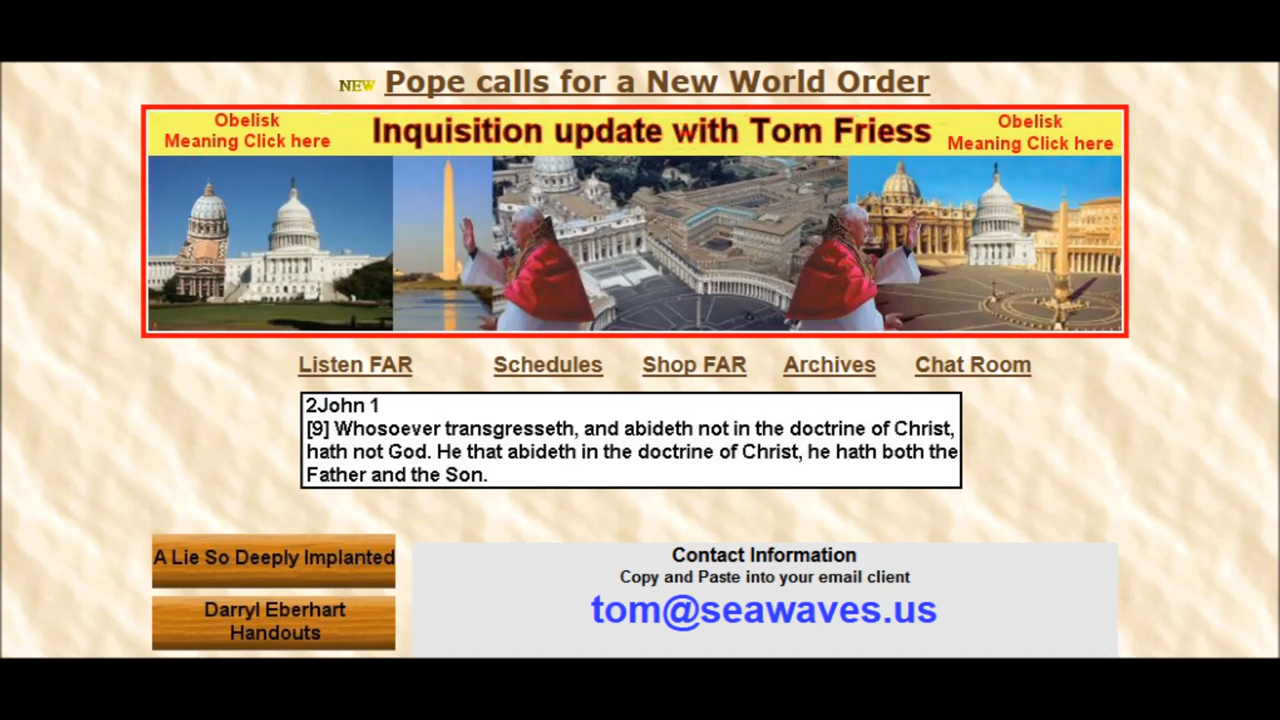 NEW Pope calls for a New World Order
Obelisk
Meaning Click here
Inquisition update with Tom Friess
Obelisk
Meaning Click here
Listen FAR Schedules Shop FAR Archives Chat Room
2John 1
[9] Whosoever transgresseth, and abideth not in the doctrine of Christ,
hath not God. He that abideth in the doctrine of Christ, he hath both the
Father and the Son.
A Lie So Deeply Implanted
Darryl Eberhart
Handouts
Contact Information
Copy and Paste into your email client
tom@seawaves.us